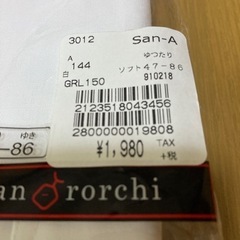 3012
San-A
A
ゆつたり
144
ソフト47-86
白
910218
GRL150
2123518043456
2800000019808
¥1,980
TAX
+税
ゆき
-86
an rorchi